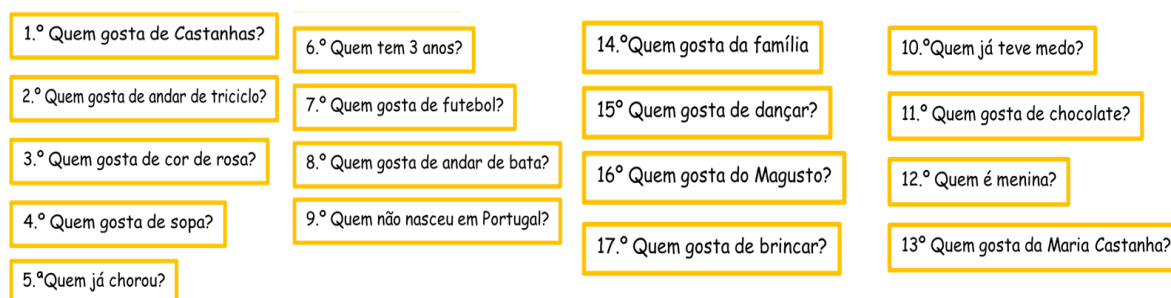 1.º Quem gosta de Castanhas?
2.º Quem gosta de andar de triciclo?
3.º Quem gosta de cor de rosa?
4.º Quem gosta de sopa?
5.ªQuem já chorou?
6.º Quem tem 3 anos?
7.º Quem gosta de futebol?
8.º Quem gosta de andar de bata?
9.º Quem não nasceu em Portugal?
14.ºQuem gosta da família
15º Quem gosta de dançar?
16º Quem gosta do Magusto?
17.º Quem gosta de brincar?
10.ºQuem já teve medo?
11.º Quem gosta de chocolate?
12.º Quem é menina?
13º Quem gosta da Maria Castanha?